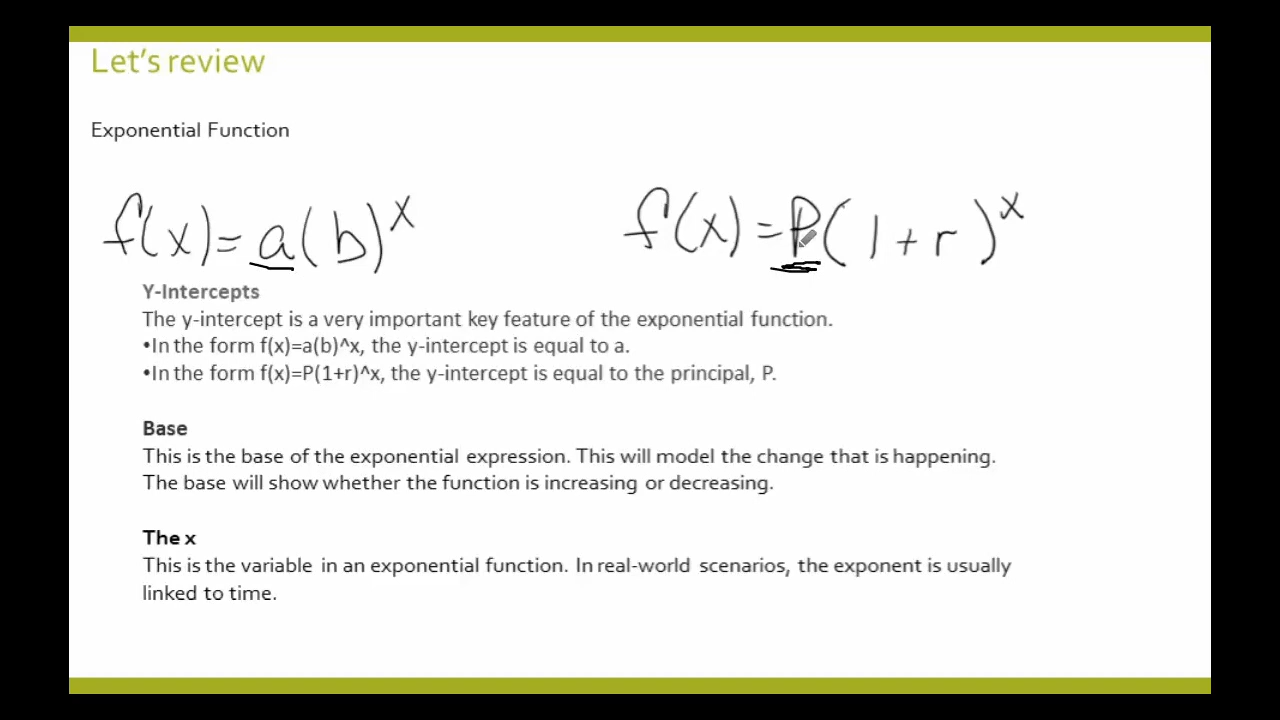 Let's review
Exponential Function
f(x)=a(b)^x
f(x)=P(1+r)^x
Y-Intercepts
The y-intercept is a very important key feature of the exponential function.
•In the form f(x)=a(b)^x, the y-intercept is equal to a.
•In the form f(x)=P(1+r)^x, the y-intercept is equal to the principal, P.
Base
This is the base of the exponential expression. This will model the change that is happening.
The base will show whether the function is increasing or decreasing.
The x
This is the variable in an exponential function. In real-world scenarios, the exponent is usually
linked to time.